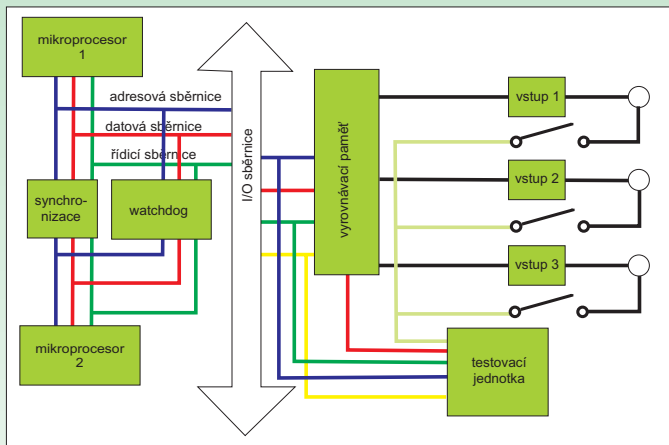 mikroprocesor
1
adresová sběrnice
datová sběrnice
řídicí sběrnice
synchro-
nizace
watchdog
mikroprocesor
2
I/O sběrnice
vyrovnávací paměť
vstup 1
vstup 2
vstup 3
testovací
jednotka